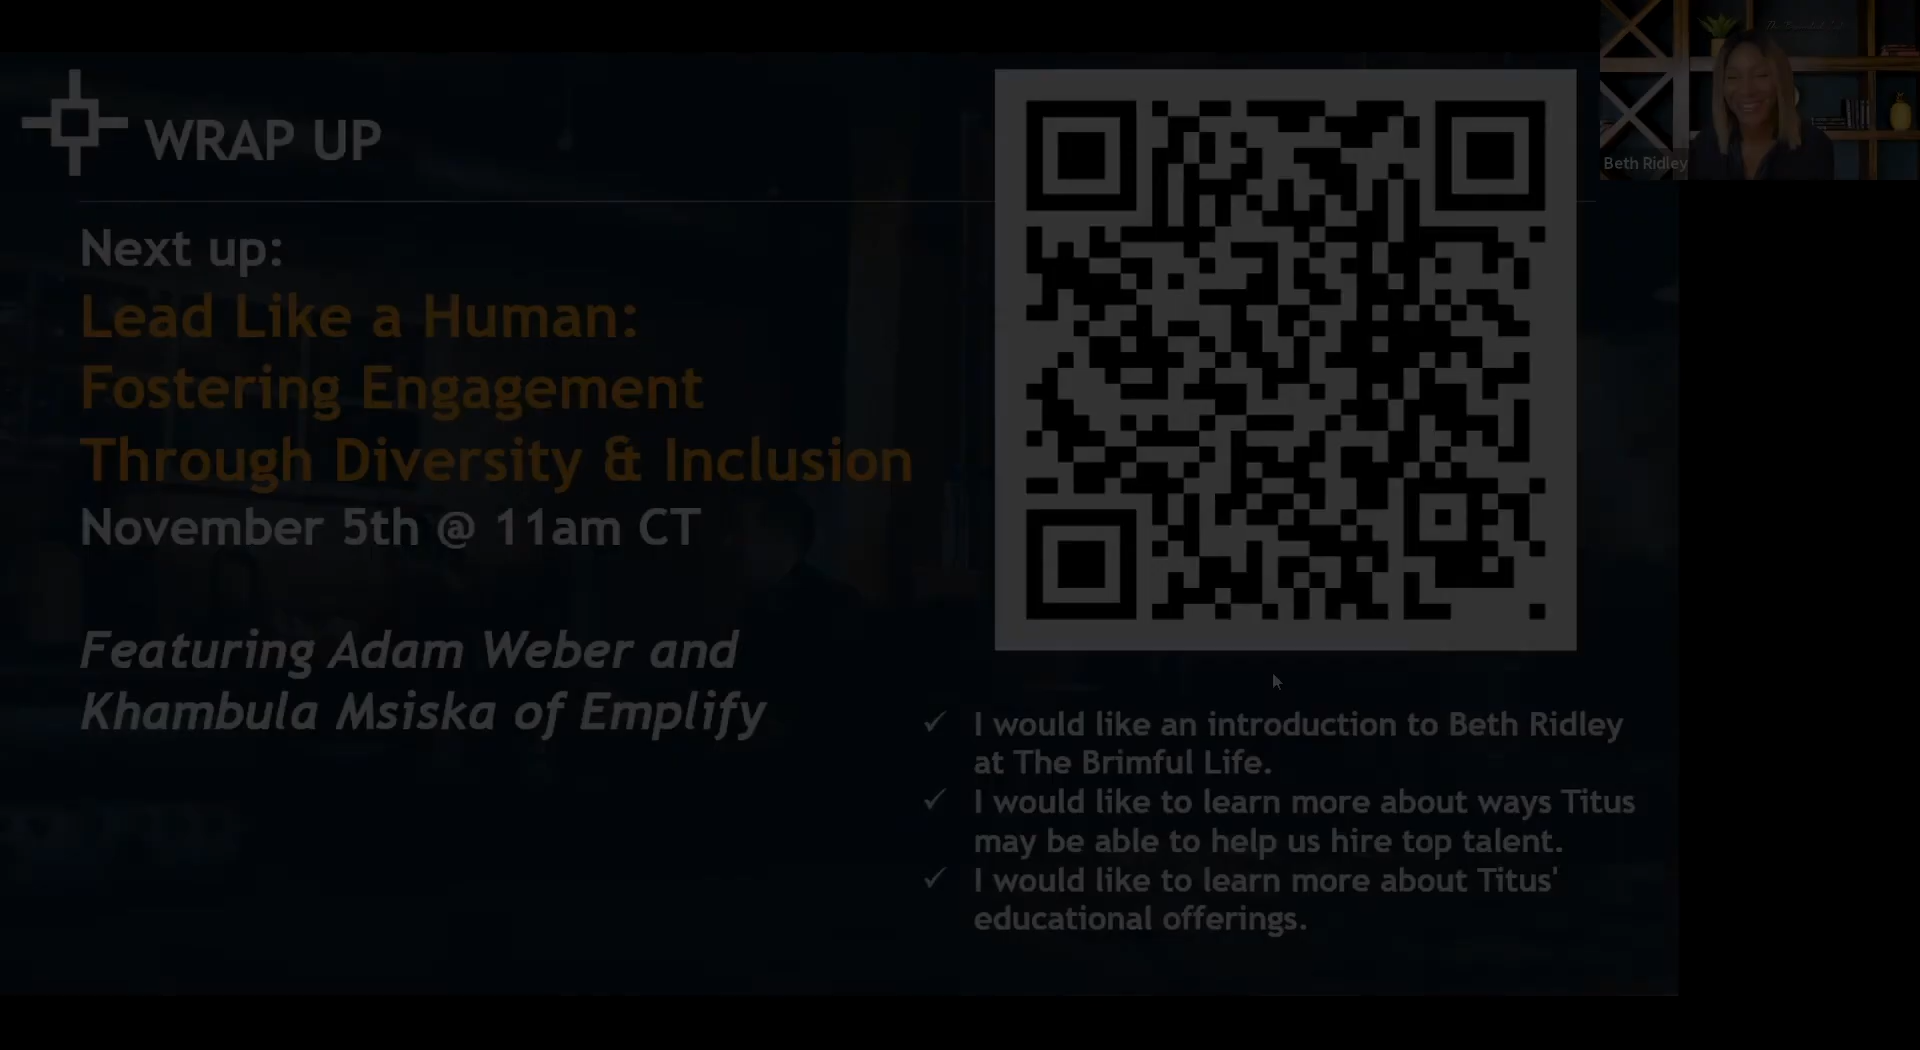 WRAP UP
Next up:
Lead Like a Human:
Fostering Engagement
Through Diversity & Inclusion
November 5th @ 11am CT
Featuring Adam Weber and
Khambula Msiska of Emplify
✓ I would like an introduction to Beth Ridley
at The Brimful Life.
✓ I would like to learn more about ways Titus
may be able to help us hire top talent.
✓ I would like to learn more about Titus'
educational offerings.
Beth Ridley